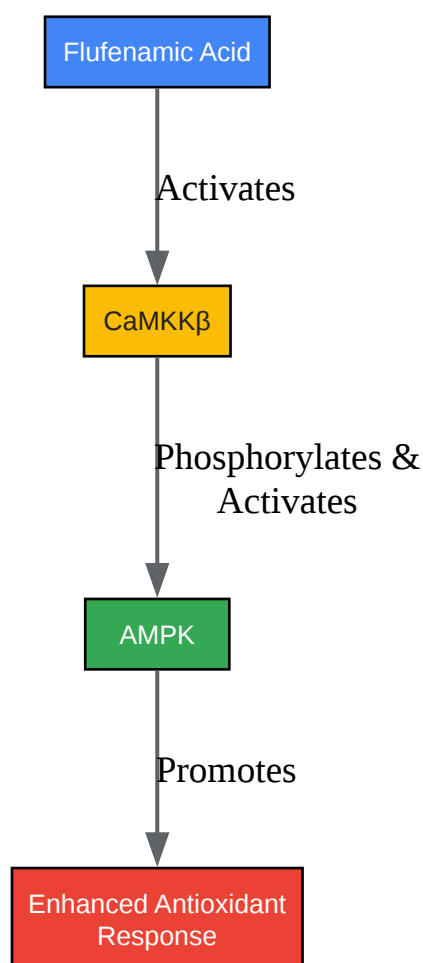 Flufenamic Acid
Activates
CaMKKβ
Phosphorylates &
Activates
AMPK
Promotes
Enhanced Antioxidant
Response